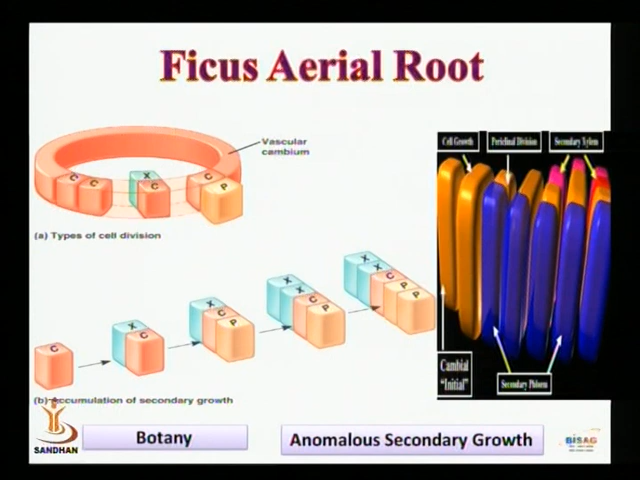 Ficus Aerial Root
Vascular
cambium
C
C
X
C
C
P
(a) Types of cell division
C
X
C
X
C
P
X
X
C
P
X
X
C
P
P
(b) Accumulation of secondary growth
Cell Growth
Periclinal Division
Secondary Xylem
Cambial
"Initial"
Secondary Phloem
SANDHAN
Botany
Anomalous Secondary Growth
BISAG